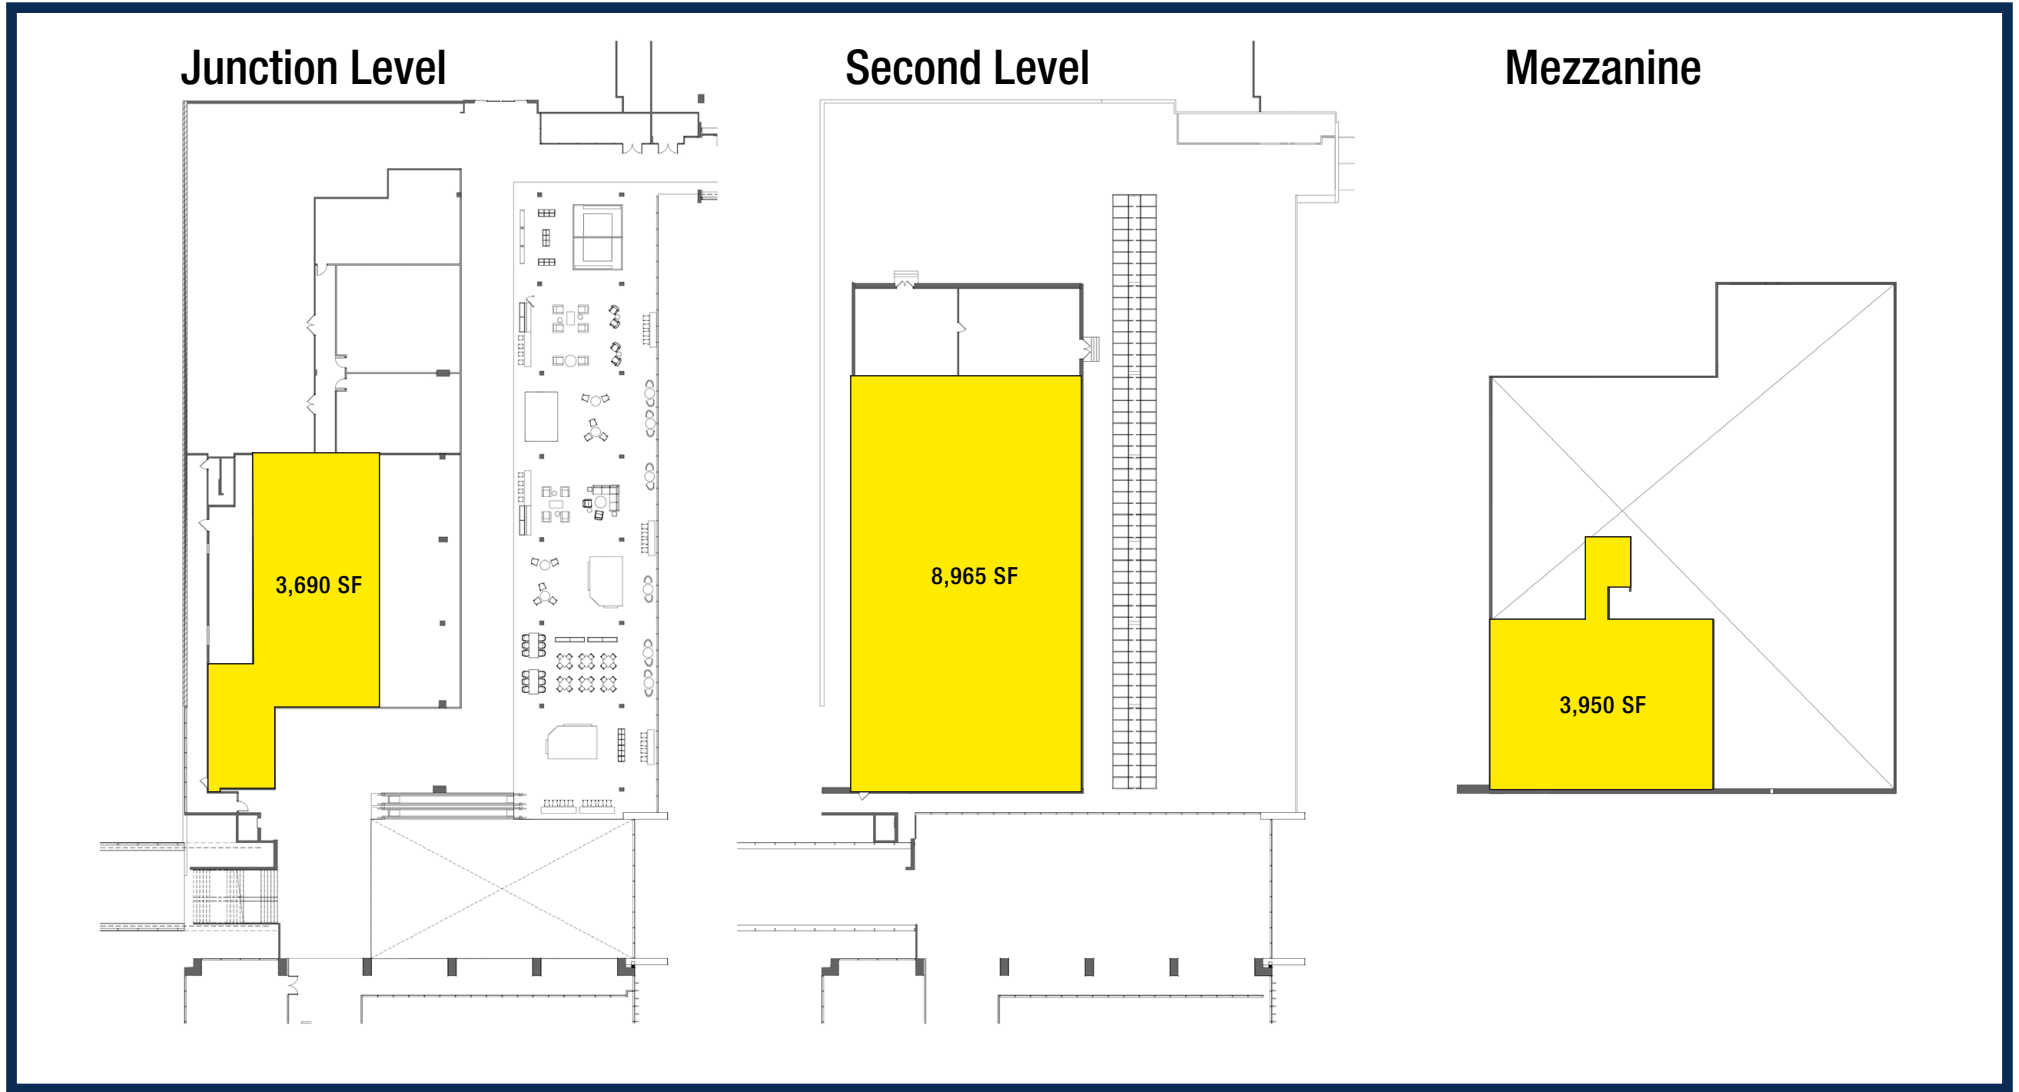 Junction Level
Second Level
Mezzanine
3,690 SF
8,965 SF
3,950 SF